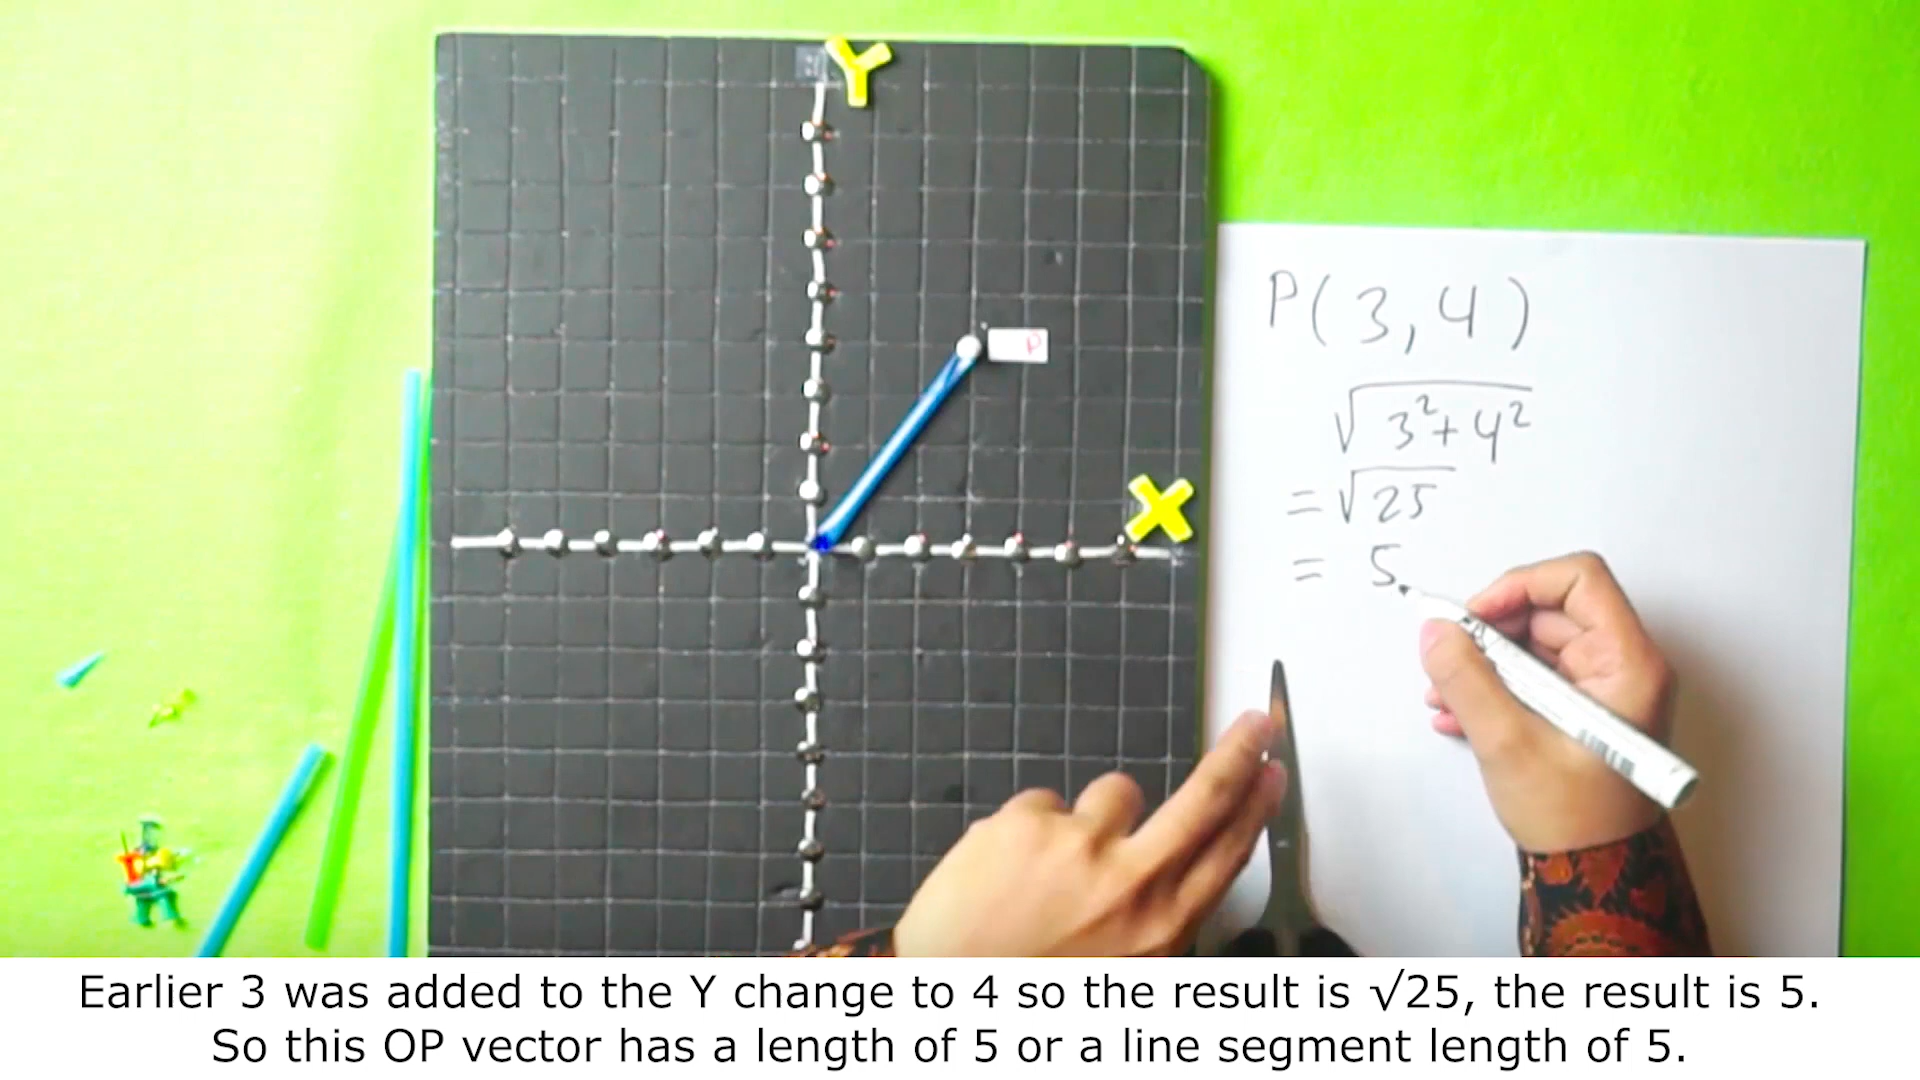 Y
P
X
P(3,4)
√3²+4²
=√25
= 5.
Earlier 3 was added to the Y change to 4 so the result is √25, the result is 5.
So this OP vector has a length of 5 or a line segment length of 5.